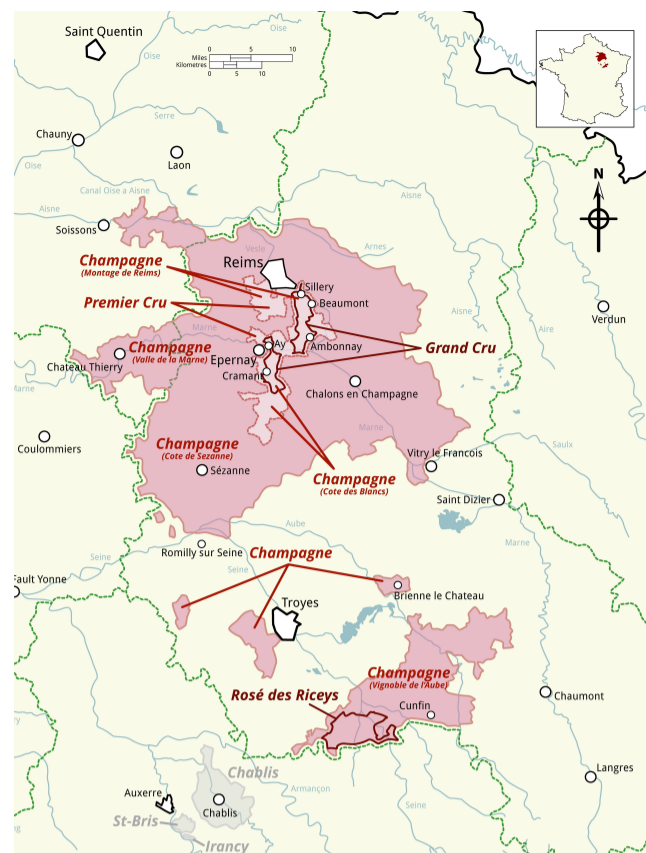 Saint Quentin
Oise
Miles
0 5 10
Kilometres
0 5 10
Oise
Serre
Chauny
Laon
Oise
N
Canal Oise a Aisne
Aisne
Aisne
Soissons
Vesle
Arnes
Champagne
(Montage de Reims)
Reims
Sillery
Premier Cru
Beaumont
Aisne
Aire
Verdun
Marne
Ay
Ambonnay
Grand Cru
Champagne
(Valle de la Marne)
Epernay
Chateau Thierry
Cramant
Marne
Chalons en Champagne
Marne
Coulommiers
Champagne
(Cote de Sezanne)
Saulx
Vitry le Francois
Sézanne
Champagne
(Cote des Blancs)
Saint Dizier
Aube
Marne
Romilly sur Seine
Champagne
Seine
Seine
Fault Yonne
Brienne le Chateau
Troyes
Champagne
(Vignoble de l'Aube)
Rosé des Riceys
Cunfin
Chaumont
Langres
Chablis
Armançon
Auxerre
Seine
Chablis
St-Bris
Irancy